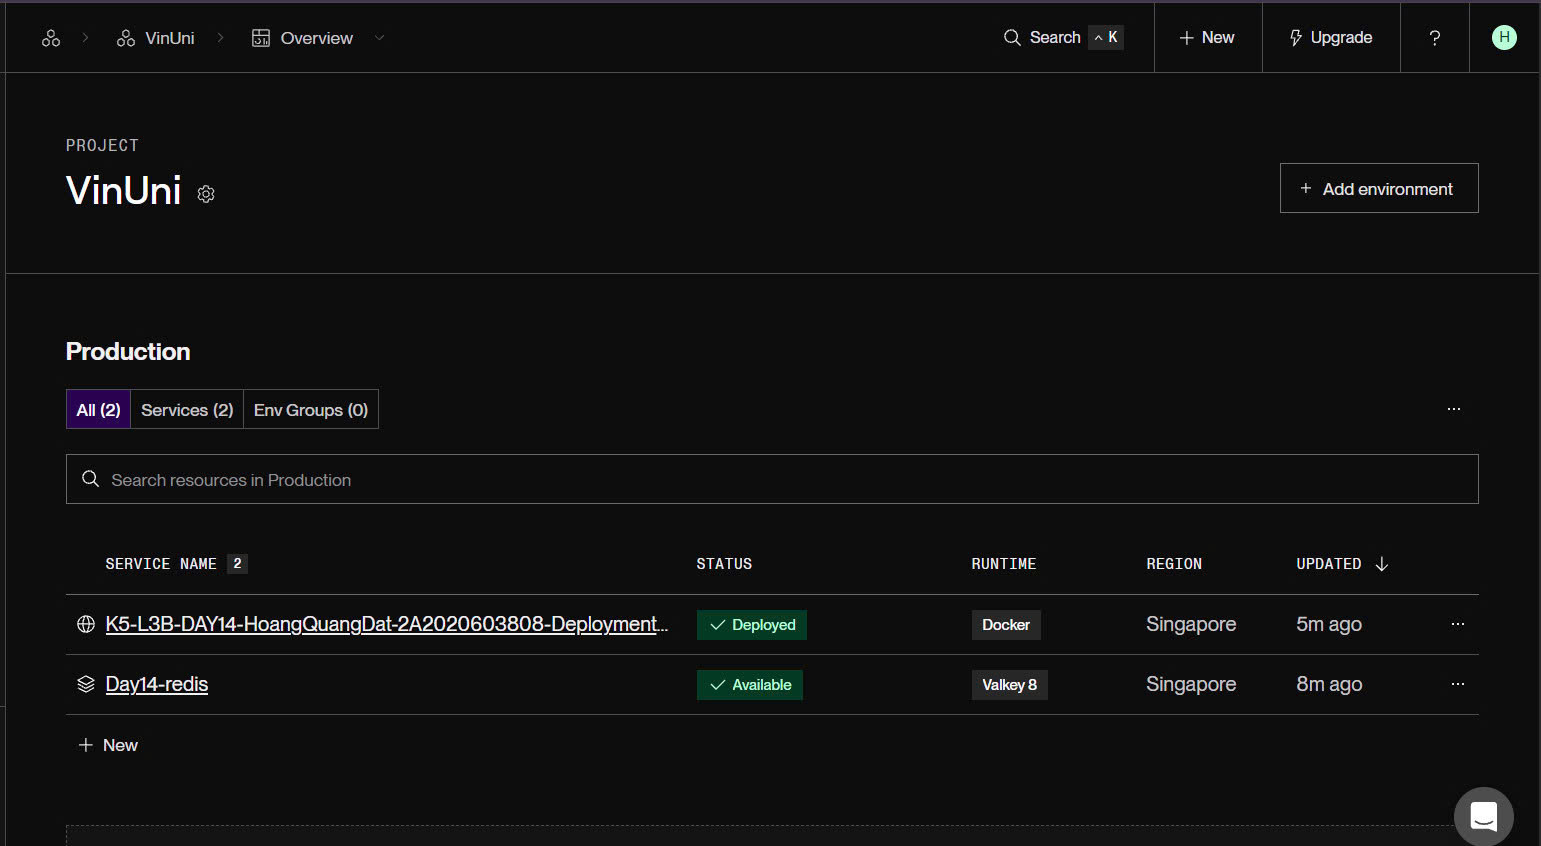 VinUni Overview Search ^ K + New Upgrade ? H
PROJECT
VinUni
+ Add environment
Production
All (2) Services (2) Env Groups (0) ...
Search resources in Production
SERVICE NAME 2 STATUS RUNTIME REGION UPDATED ↓
K5-L3B-DAY14-HoangQuangDat-2A2020603808-Deployment... Deployed Docker Singapore 5m ago ...
Day14-redis Available Valkey 8 Singapore 8m ago ...
+ New